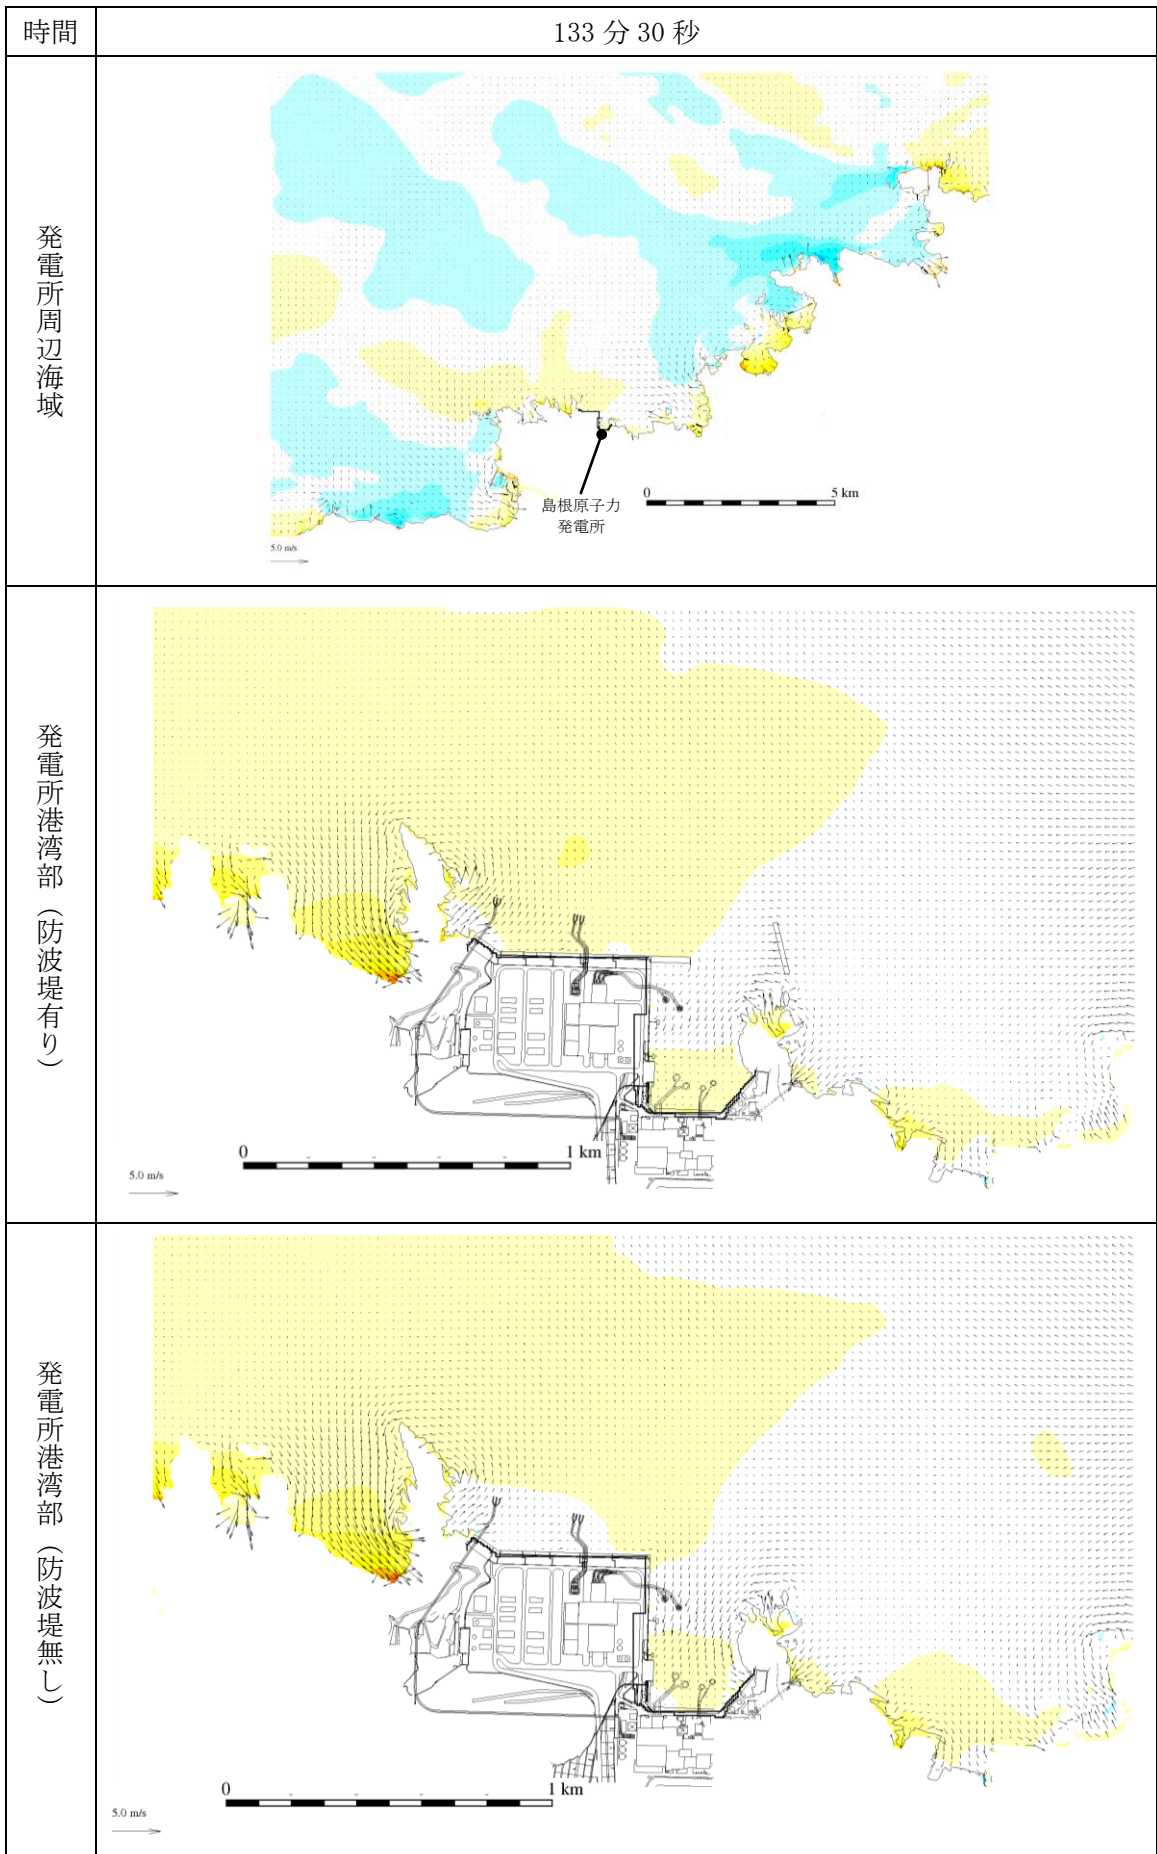 時間
133 分 30 秒
発電所周辺海域
島根原子力
発電所
0
5 km
5.0 m/s
発電所港湾部（防波堤有り）
0
1 km
5.0 m/s
発電所港湾部（防波堤無し）
0
1 km
5.0 m/s